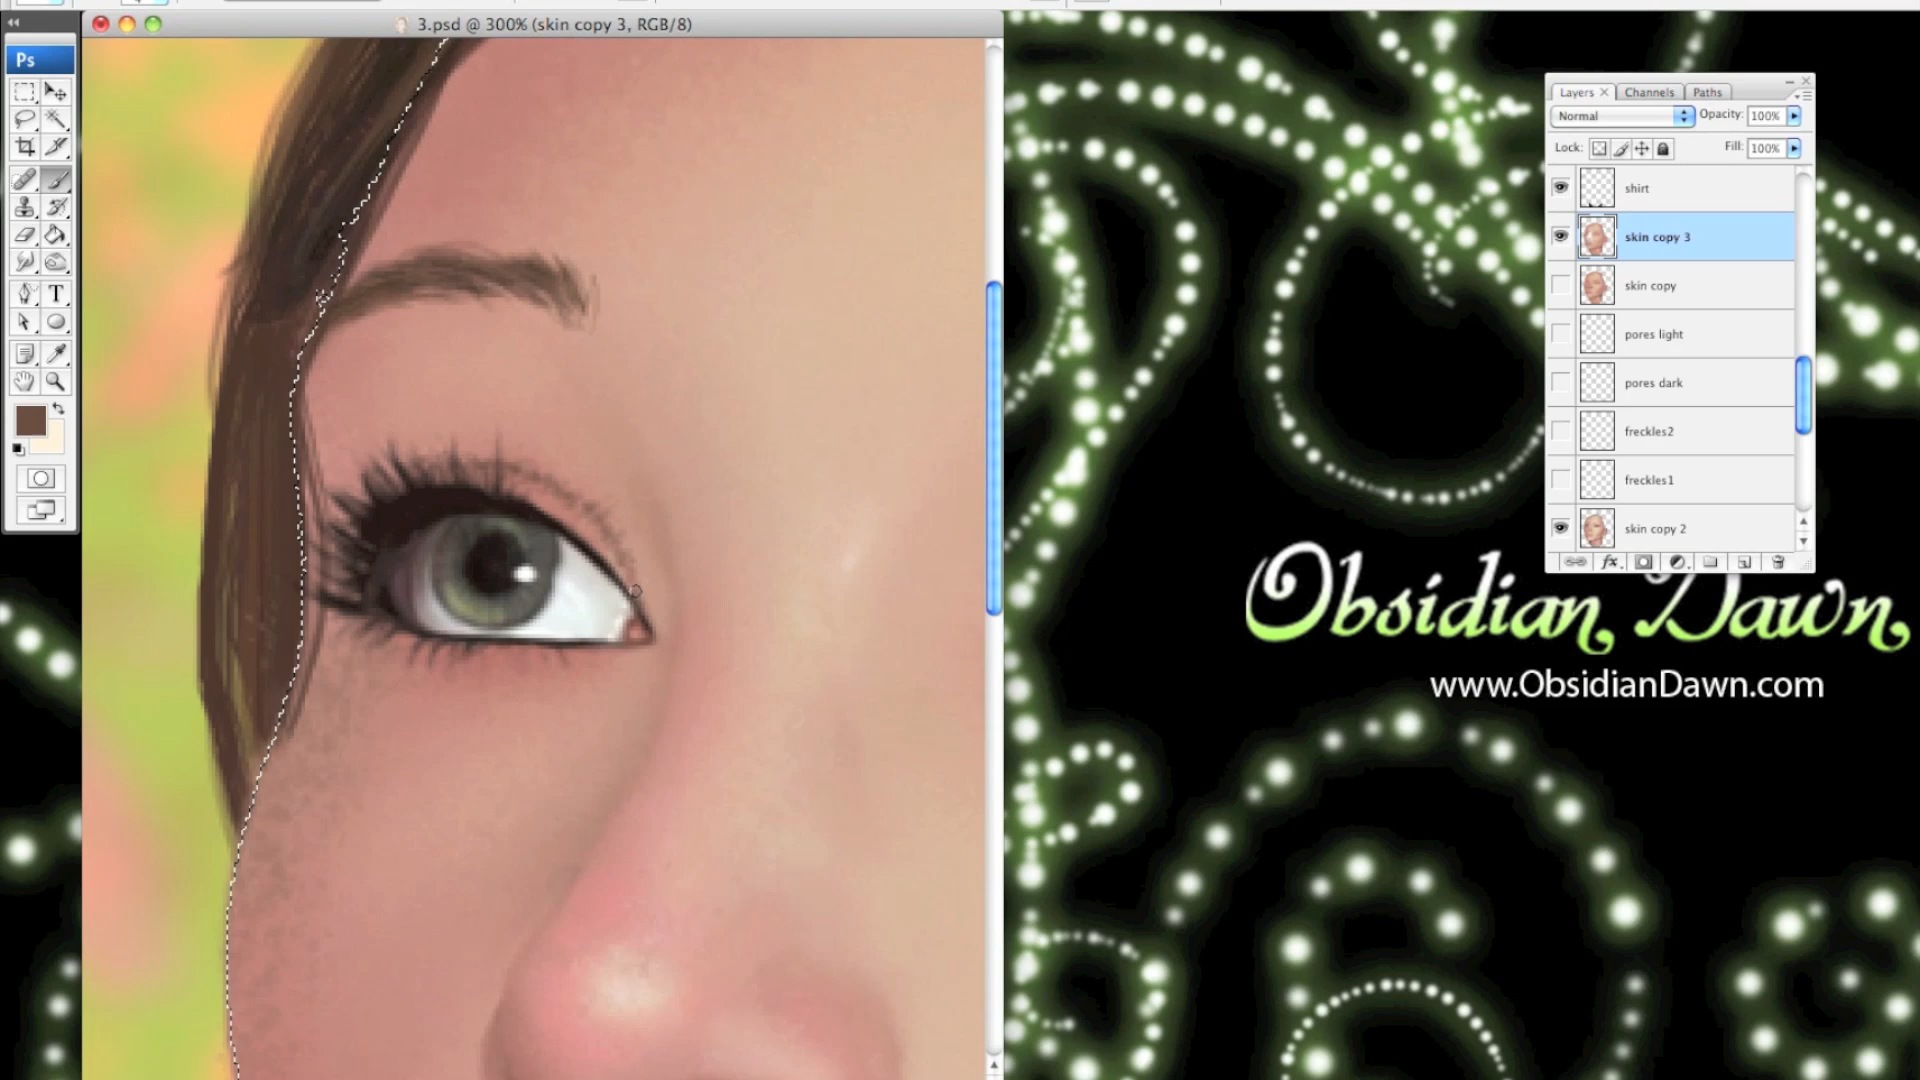 3.psd @ 300% (skin copy 3, RGB/8)
Ps
T
Layers Channels Paths
Normal Opacity: 100%
Lock: Fill: 100%
shirt
skin copy 3
skin copy
pores light
pores dark
freckles2
freckles1
skin copy 2
fx
Obsidian Dawn
www.ObsidianDawn.com